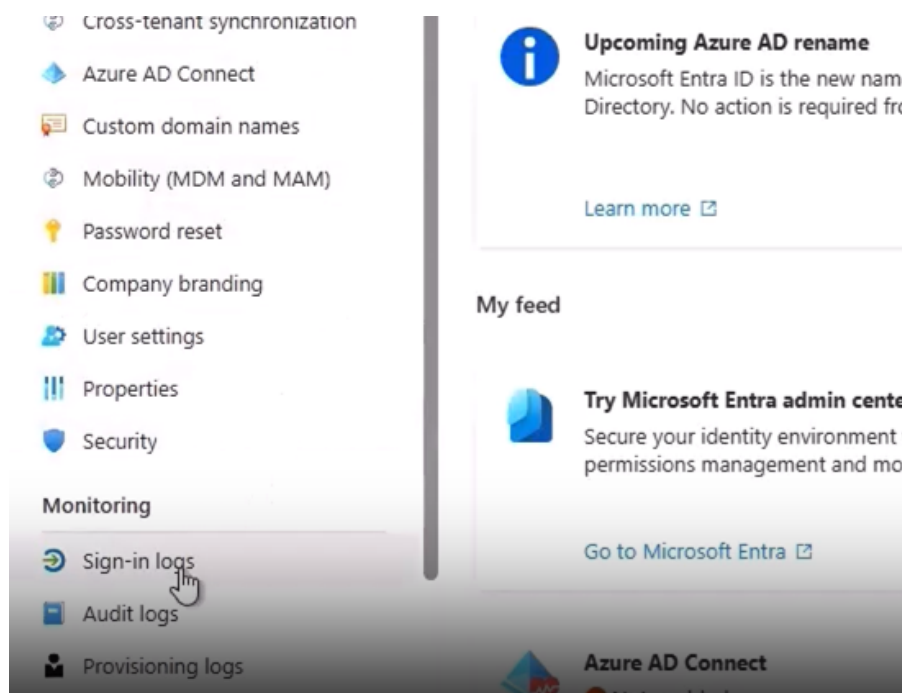 Cross-tenant synchronization
Azure AD Connect
Custom domain names
Mobility (MDM and MAM)
Password reset
Company branding
User settings
Properties
Security
Monitoring
Sign-in logs
Audit logs
Provisioning logs
Upcoming Azure AD rename
Microsoft Entra ID is the new nam
Directory. No action is required fro
Learn more
My feed
Try Microsoft Entra admin cente
Secure your identity environment
permissions management and mo
Go to Microsoft Entra
Azure AD Connect